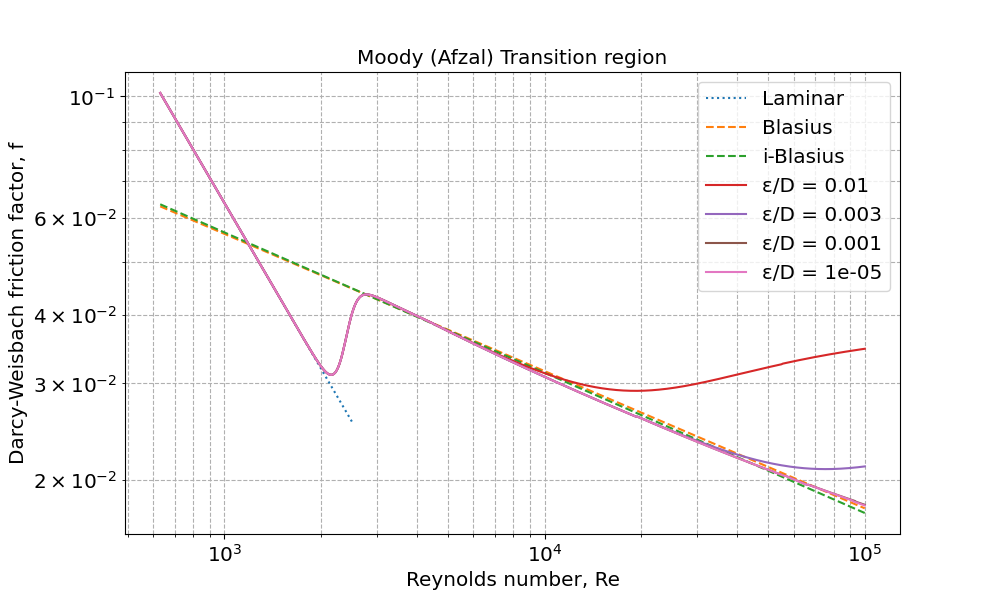 Moody (Afzal) Transition region
Darcy-Weisbach friction factor, f
10⁻¹
6 × 10⁻²
4 × 10⁻²
3 × 10⁻²
2 × 10⁻²
Laminar
Blasius
i-Blasius
ε/D = 0.01
ε/D = 0.003
ε/D = 0.001
ε/D = 1e-05
10³
10⁴
10⁵
Reynolds number, Re